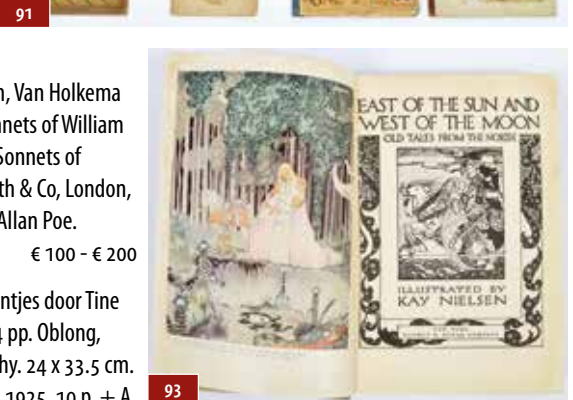 91
n, Van Holkema
nnets of William
Sonnets of
th & Co, London,
Allan Poe.
€ 100 - € 200
ntjes door Tine
4 pp. Oblong,
hy. 24 x 33.5 cm.
1925. 10 p. + A
93
EAST OF THE SUN AND
WEST OF THE MOON
OLD TALES FROM THE NORTH
ILLUSTRATED BY
KAY NIELSEN